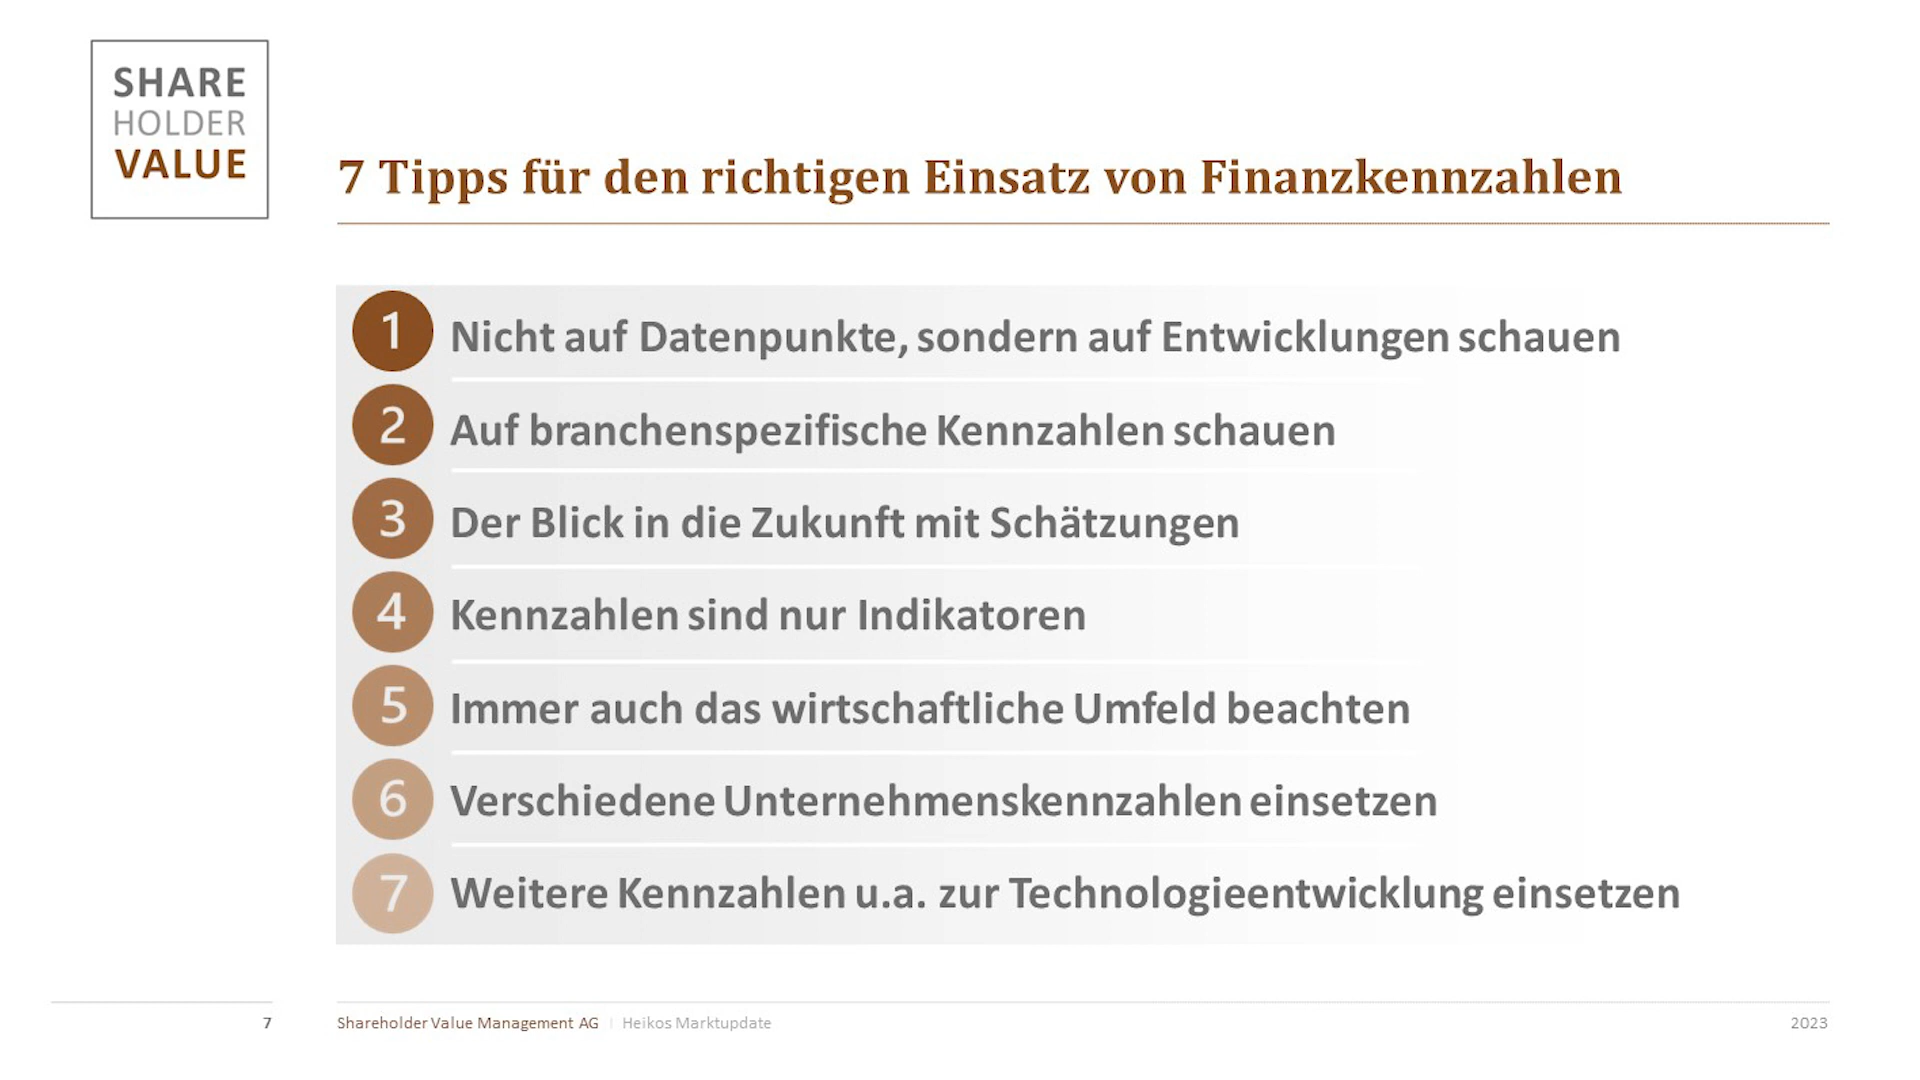 SHARE
HOLDER
VALUE
7 Tipps für den richtigen Einsatz von Finanzkennzahlen
1 Nicht auf Datenpunkte, sondern auf Entwicklungen schauen
2 Auf branchenspezifische Kennzahlen schauen
3 Der Blick in die Zukunft mit Schätzungen
4 Kennzahlen sind nur Indikatoren
5 Immer auch das wirtschaftliche Umfeld beachten
6 Verschiedene Unternehmenskennzahlen einsetzen
7 Weitere Kennzahlen u.a. zur Technologieentwicklung einsetzen
7 Shareholder Value Management AG | Heikos Marktupdate 2023